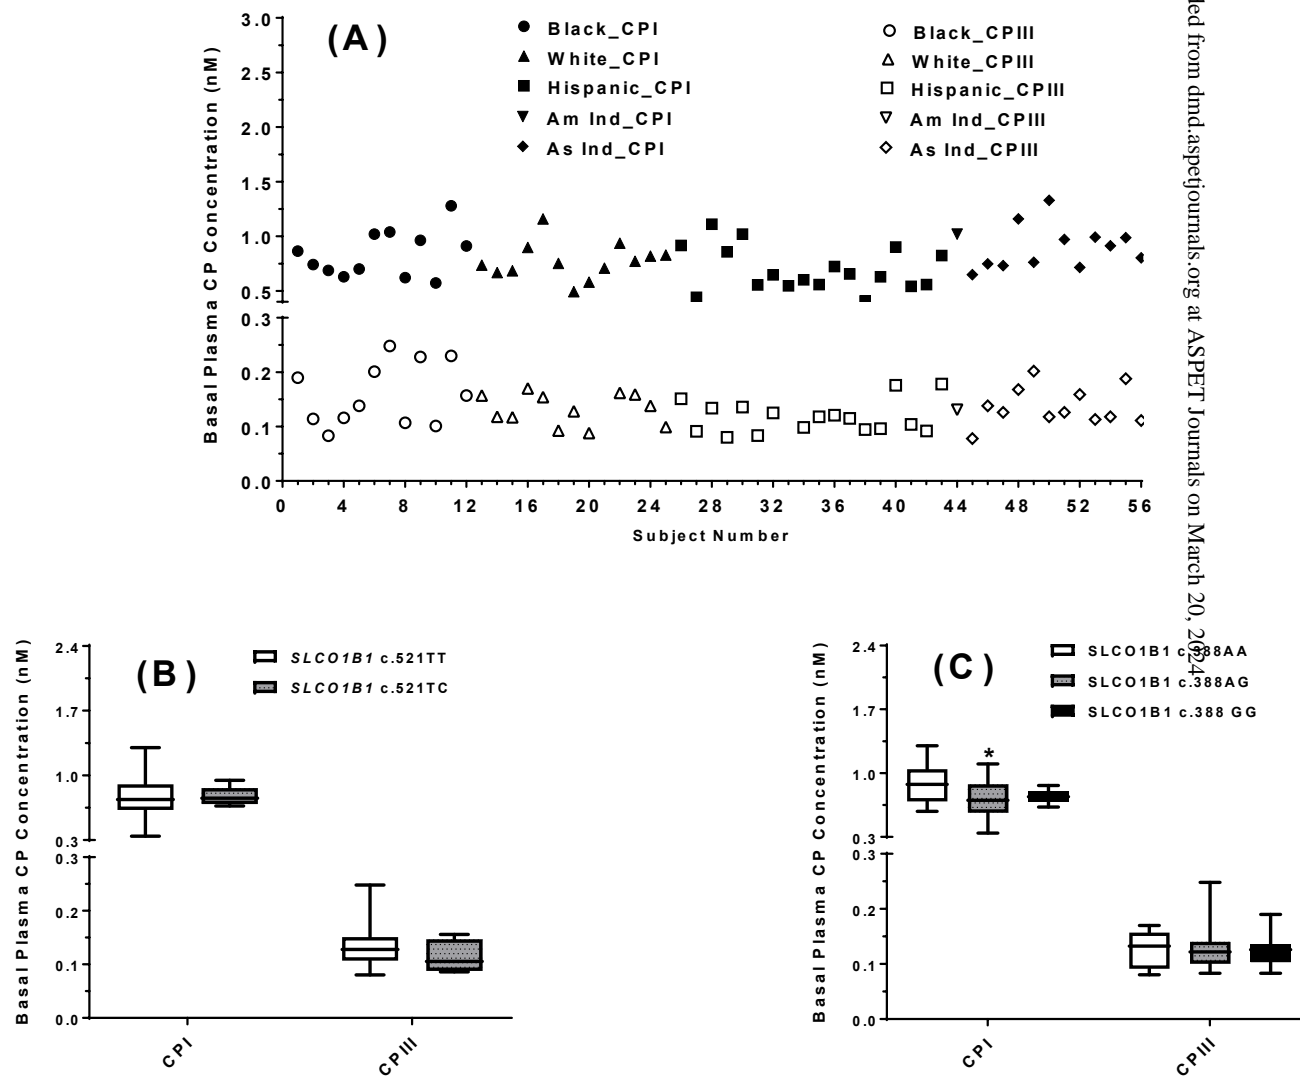 (A)
Basal Plasma CP Concentration (nM)
3.0
2.5
2.0
1.5
1.0
0.5
0.3
0.2
0.1
0.0
Black_CPI
White_CPI
Hispanic_CPI
Am Ind_CPI
As Ind_CPI
Black_CPIII
White_CPIII
Hispanic_CPIII
Am Ind_CPIII
As Ind_CPIII
0 4 8 12 16 20 24 28 32 36 40 44 48 52 56
Subject Number
led from dmd.aspetjournals.org at ASPET Journals on March 20, 2024
(B)
Basal Plasma CP Concentration (nM)
2.4
1.7
1.0
0.3
0.3
0.2
0.1
0.0
SLCO1B1 c.521TT
SLCO1B1 c.521TC
CPI
CPIII
(C)
Basal Plasma CP Concentration (nM)
2.4
1.7
1.0
0.3
0.3
0.2
0.1
0.0
SLCO1B1 c.388AA
SLCO1B1 c.388AG
SLCO1B1 c.388 GG
*
CPI
CPIII